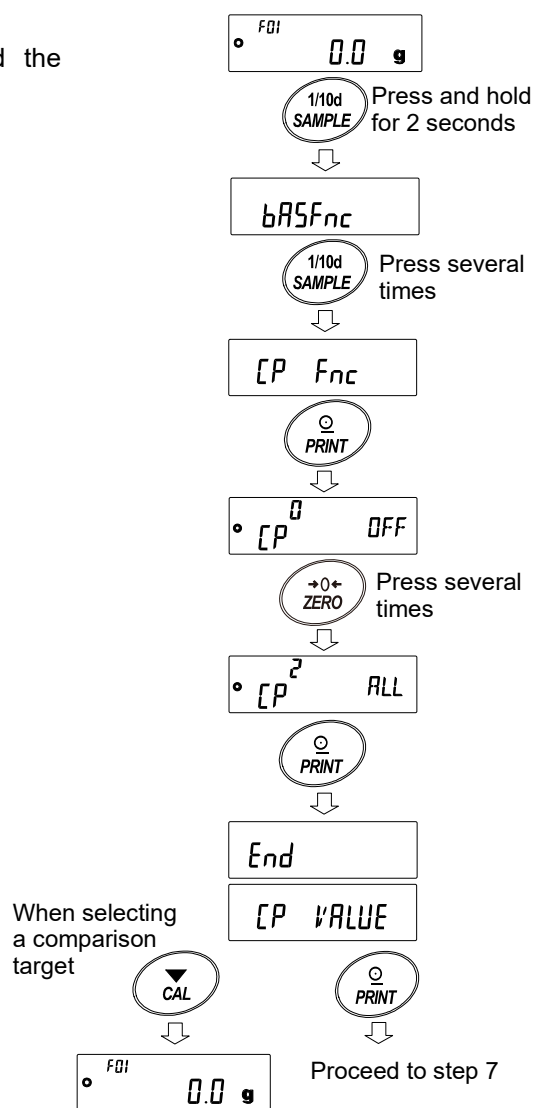 d the
F01
0.0 g
1/10d
SAMPLE
Press and hold
for 2 seconds
bASFnc
1/10d
SAMPLE
Press several
times
CP Fnc
PRINT
0
CP OFF
→0←
ZERO
Press several
times
2
CP ALL
PRINT
End
CP VALUE
When selecting
a comparison
target
CAL
PRINT
Proceed to step 7
F01
0.0 g